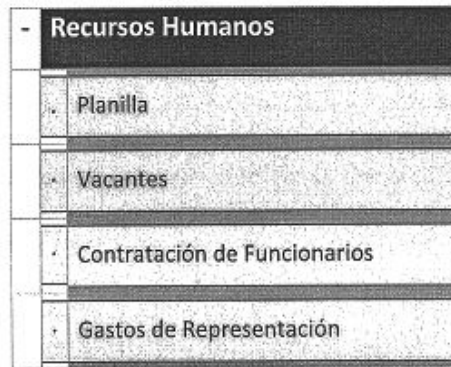 - Recursos Humanos
. Planilla
· Vacantes
· Contratación de Funcionarios
· Gastos de Representación